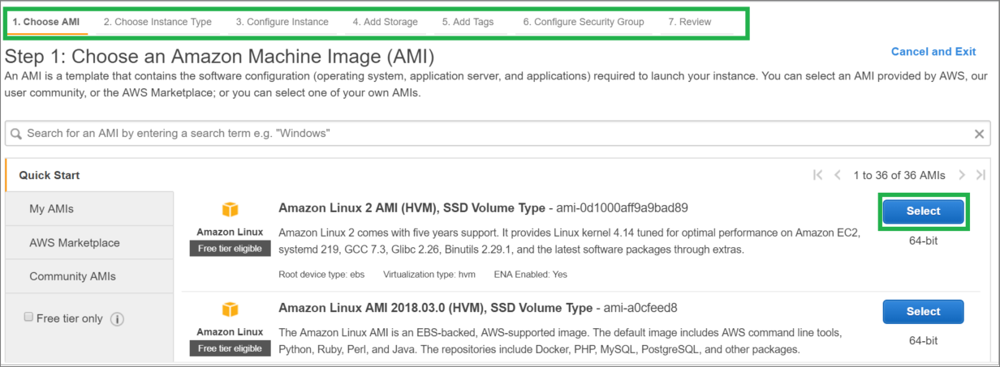 1. Choose AMI 2. Choose Instance Type 3. Configure Instance 4. Add Storage 5. Add Tags 6. Configure Security Group 7. Review
Step 1: Choose an Amazon Machine Image (AMI)
Cancel and Exit
An AMI is a template that contains the software configuration (operating system, application server, and applications) required to launch your instance. You can select an AMI provided by AWS, our
user community, or the AWS Marketplace; or you can select one of your own AMIs.
Search for an AMI by entering a search term e.g. "Windows"
Quick Start
1 to 36 of 36 AMIs
My AMIs
AWS Marketplace
Community AMIs
Free tier only
Amazon Linux
Free tier eligible
Amazon Linux 2 AMI (HVM), SSD Volume Type - ami-0d1000aff9a9bad89
Amazon Linux 2 comes with five years support. It provides Linux kernel 4.14 tuned for optimal performance on Amazon EC2,
systemd 219, GCC 7.3, Glibc 2.26, Binutils 2.29.1, and the latest software packages through extras.
Root device type: ebs Virtualization type: hvm ENA Enabled: Yes
Select
64-bit
Amazon Linux
Free tier eligible
Amazon Linux AMI 2018.03.0 (HVM), SSD Volume Type - ami-a0cfeed8
The Amazon Linux AMI is an EBS-backed, AWS-supported image. The default image includes AWS command line tools,
Python, Ruby, Perl, and Java. The repositories include Docker, PHP, MySQL, PostgreSQL, and other packages.
Select
64-bit